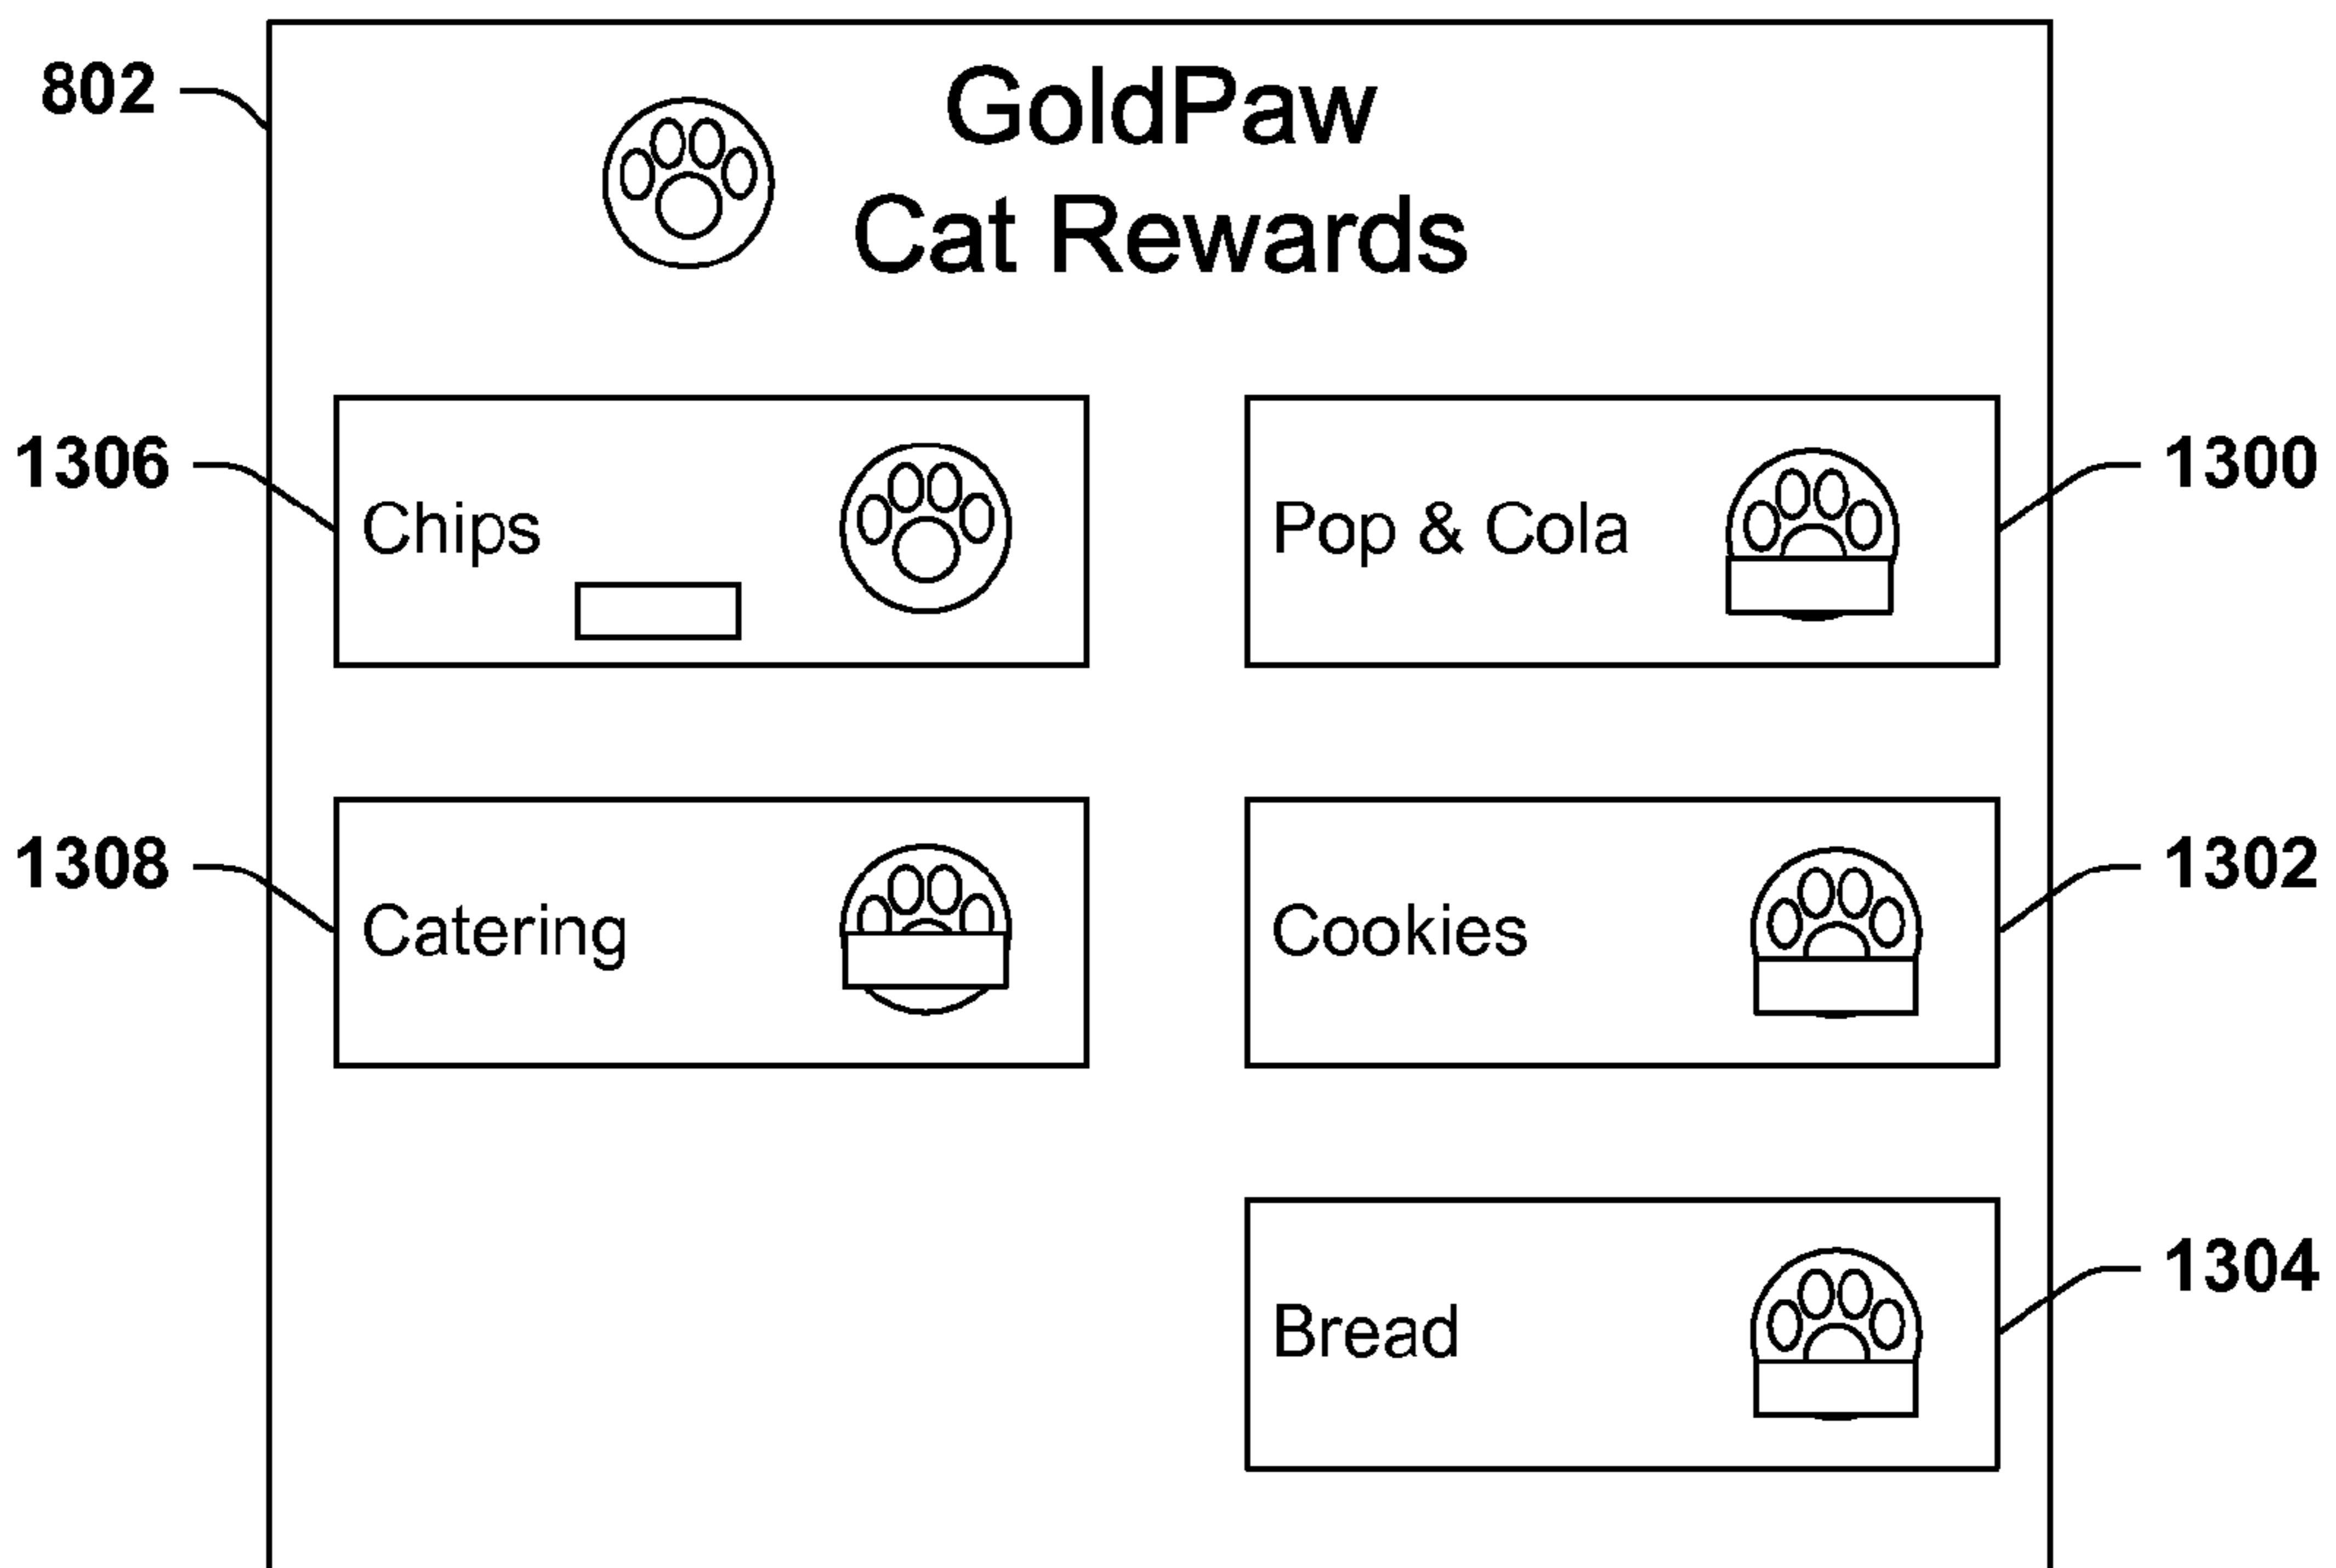 802
GoldPaw
Cat Rewards
1306
Chips
Pop & Cola
1300
1308
Catering
Cookies
1302
Bread
1304